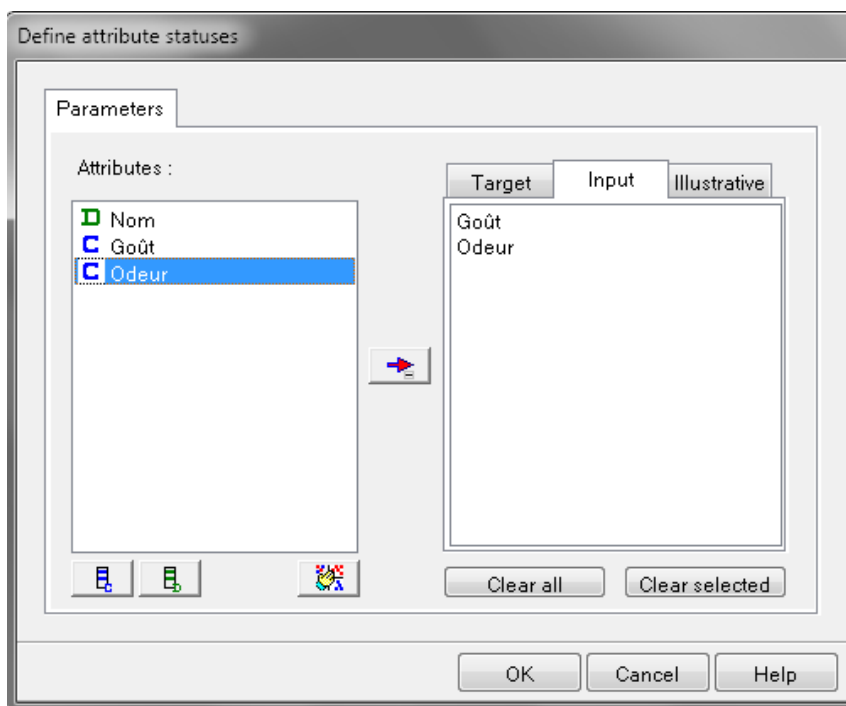 Define attribute statuses
Parameters
Attributes :
D Nom
C Goût
C Odeur
Target Input Illustrative
Goût
Odeur
Clear all Clear selected
OK Cancel Help